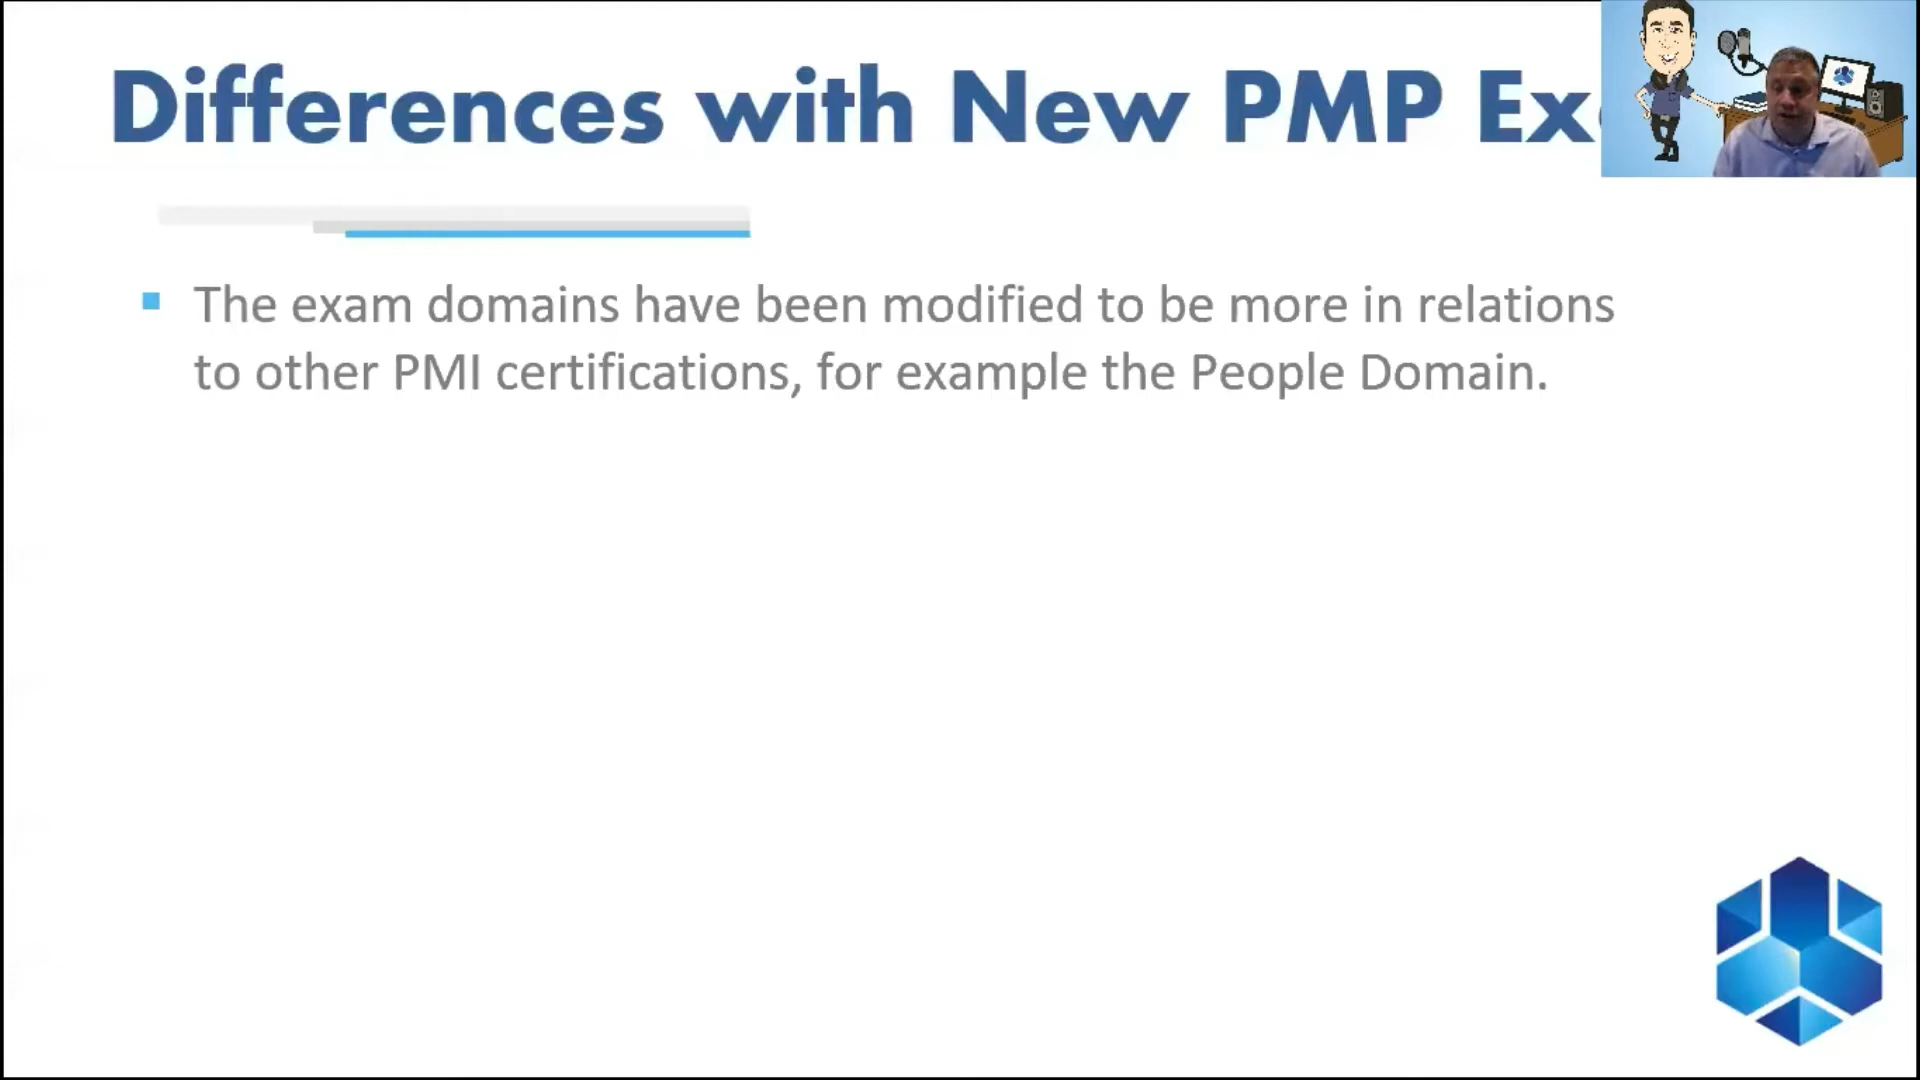 Differences with New PMP Ex
The exam domains have been modified to be more in relations
to other PMI certifications, for example the People Domain.